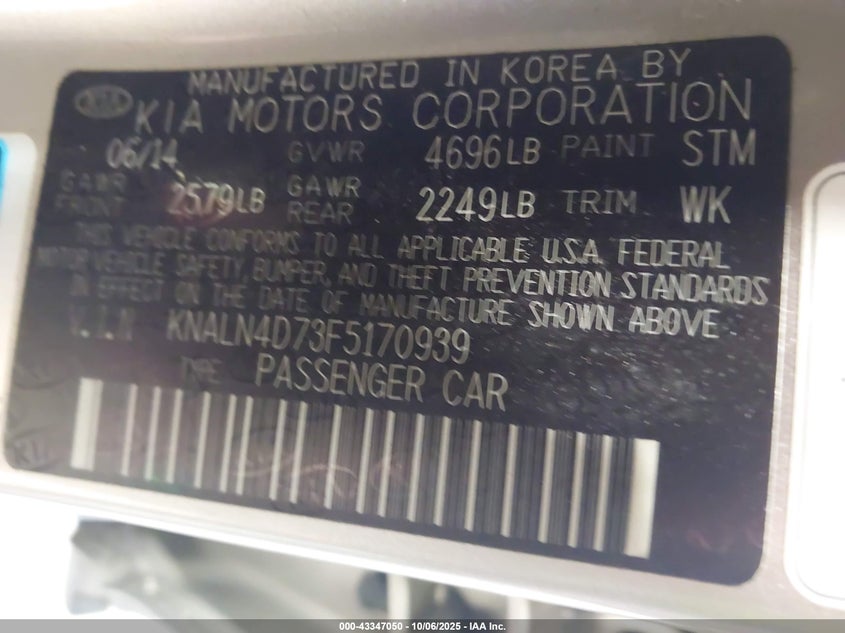 MANUFACTURED IN KOREA BY
KIA KIA MOTORS CORPORATION
06/14 GVWR 4696LB PAINT STM
GAWR FRONT 2579LB GAWR REAR 2249LB TRIM WK
THIS VEHICLE CONFORMS TO ALL APPLICABLE U.S.A. FEDERAL
MOTOR VEHICLE SAFETY, BUMPER, AND THEFT PREVENTION STANDARDS
IN EFFECT ON THE DATE OF MANUFACTURE SHOWN ABOVE
V.I.N KNALN4D73F5170939
TYPE PASSENGER CAR
000-43347050 - 10/06/2025 - IAA Inc.